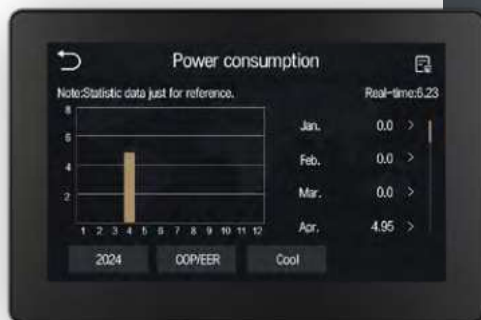 Power consumption
Note:Statistic data just for reference.
Real-time:6.23
8
6
4
2
1 2 3 4 5 6 7 8 9 10 11 12
Jan. 0.0 >
Feb. 0.0 >
Mar. 0.0 >
Apr. 4.95 >
2024 COP/EER Cool